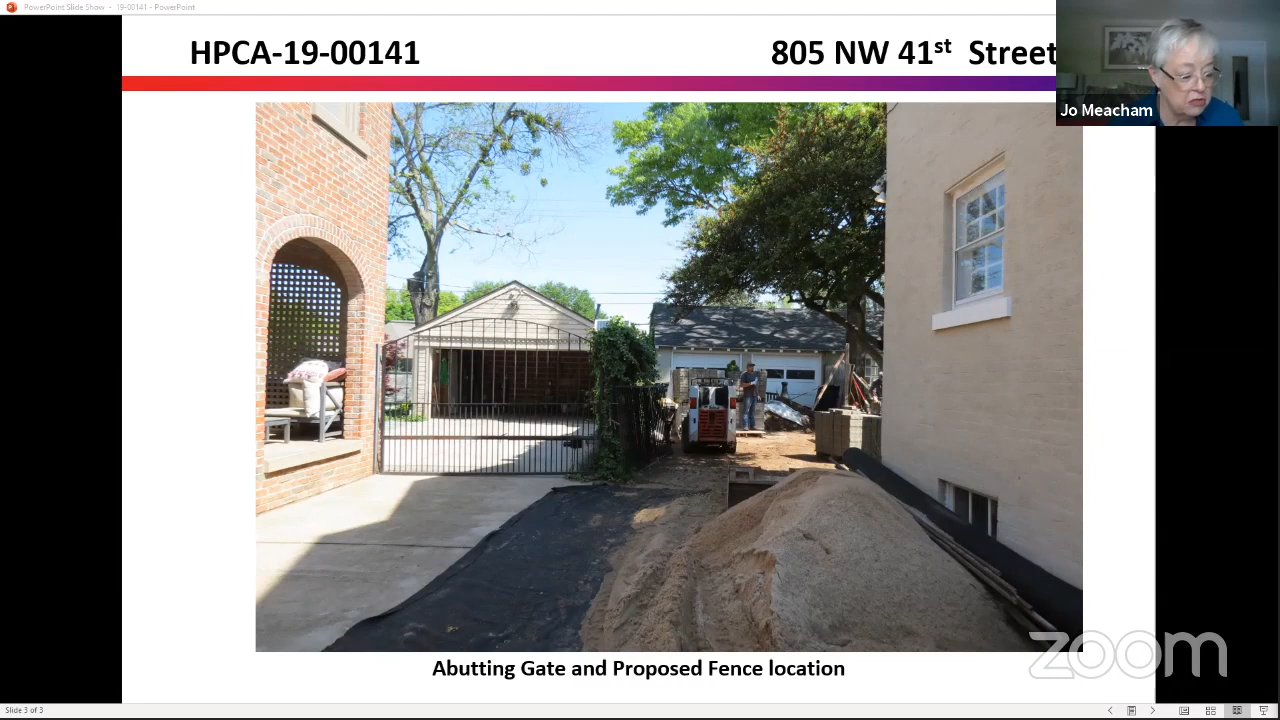 PowerPoint Slide Show - 19-00141 - PowerPoint
HPCA-19-00141
805 NW 41st Street
Jo Meacham
Abutting Gate and Proposed Fence location
zoom
Slide 3 of 3